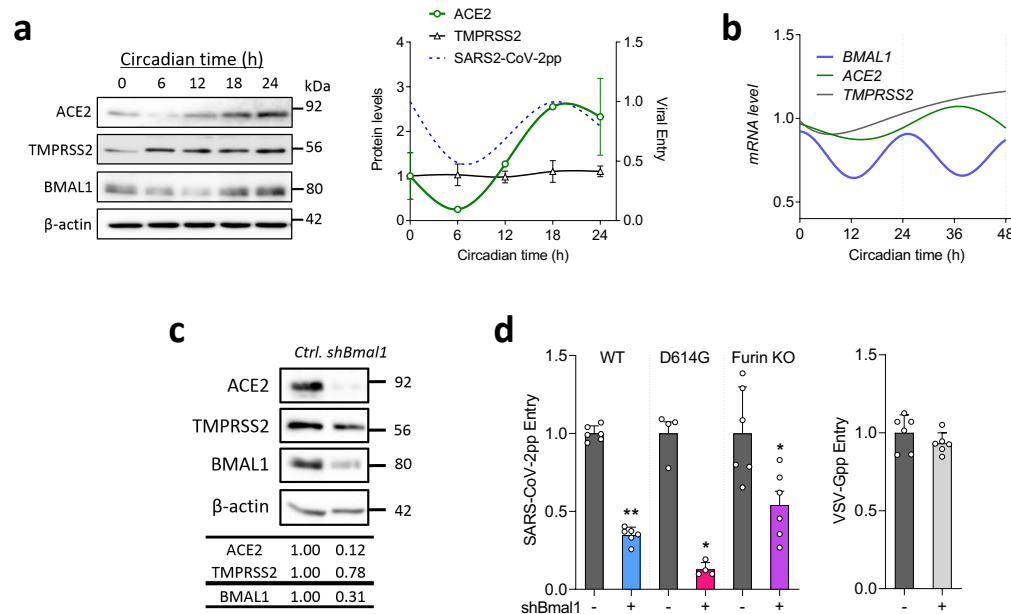 a
Circadian time (h)
0 6 12 18 24 kDa
ACE2 92
TMPRSS2 56
BMAL1 80
β-actin 42
ACE2
TMPRSS2
SARS2-CoV-2pp
Protein levels
4
3
2
1
0
Viral Entry
1.5
1.0
0.5
0.0
0 6 12 18 24
Circadian time (h)
b
BMAL1
ACE2
TMPRSS2
mRNA level
1.5
1.0
0.5
0 12 24 36 48
Circadian time (h)
c
Ctrl. shBmal1
ACE2 92
TMPRSS2 56
BMAL1 80
β-actin 42
ACE2 1.00 0.12
TMPRSS2 1.00 0.78
BMAL1 1.00 0.31
d
WT D614G Furin KO
SARS-CoV-2pp Entry
1.5
1.0
0.5
0.0
** * *
shBmal1 - + - + - +
VSV-Gpp Entry
1.5
1.0
0.5
0.0
- +